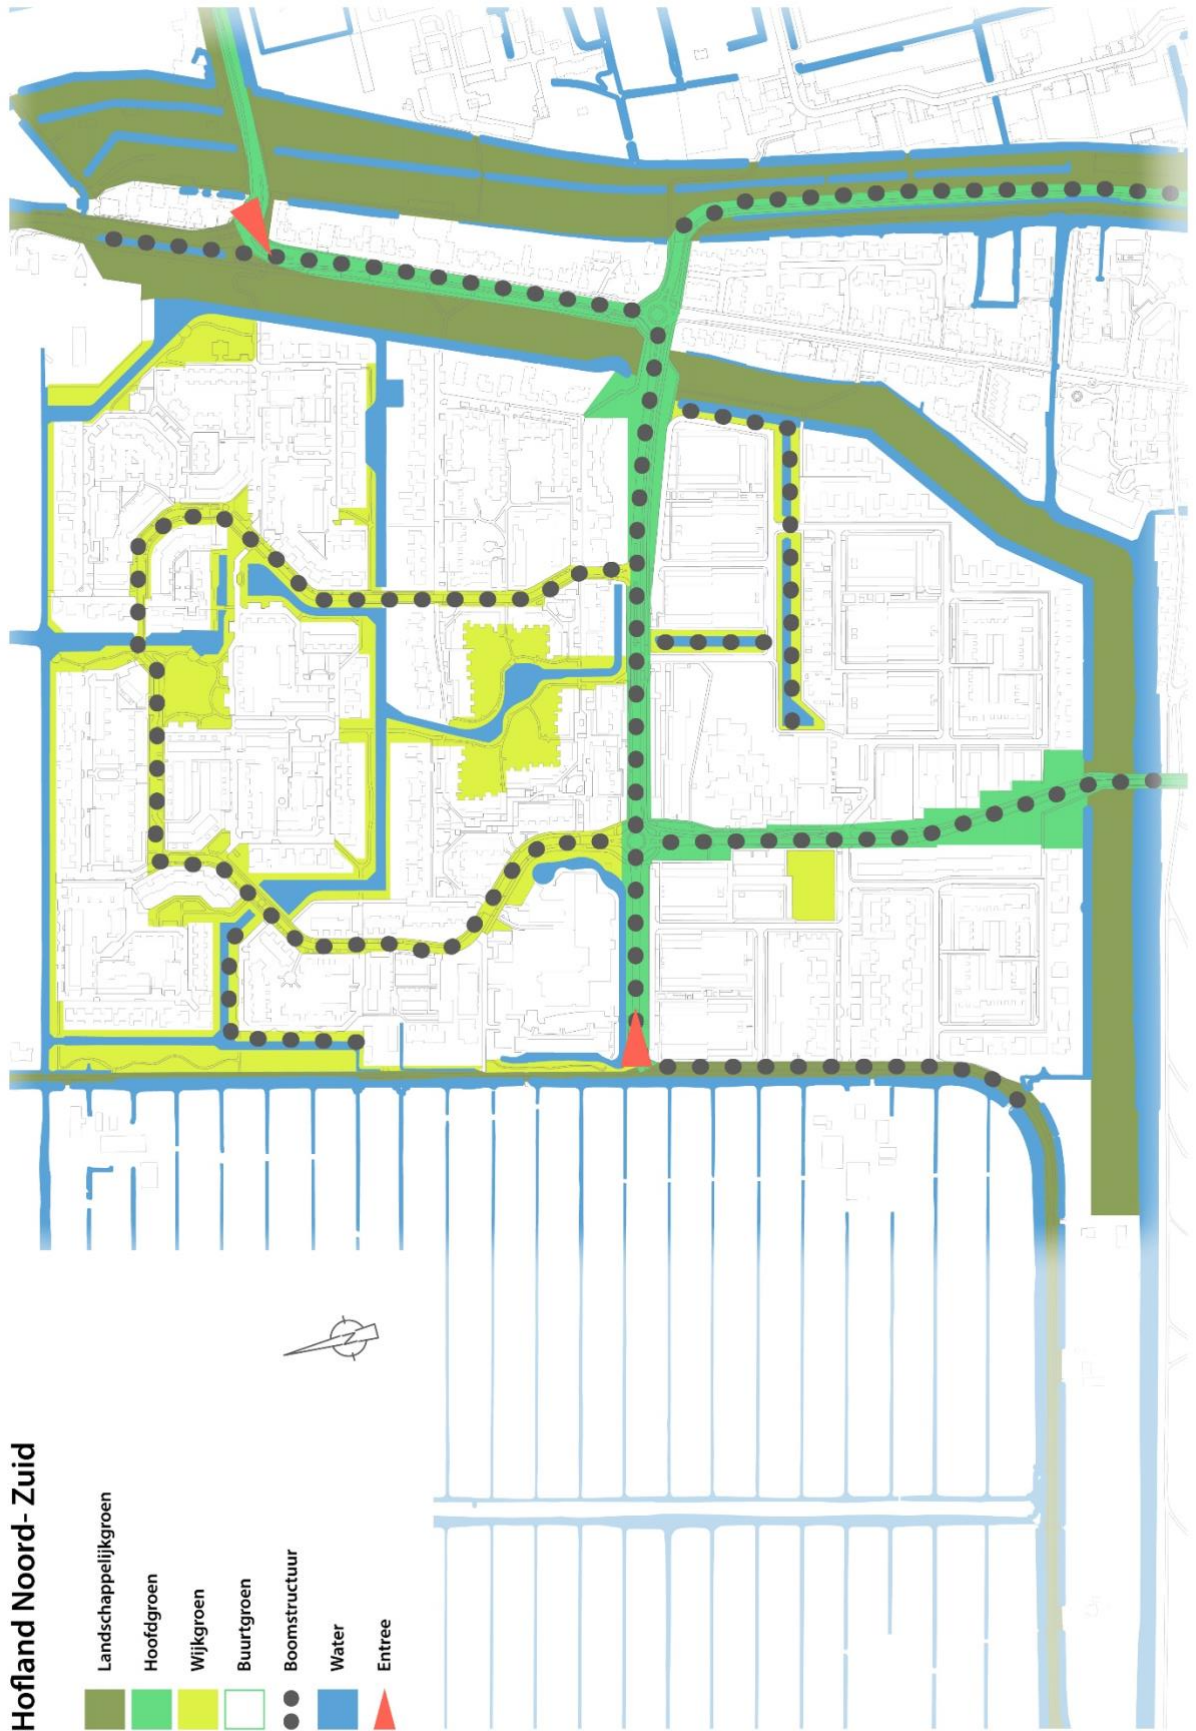 Hofland Noord- Zuid
Landschappelijkgroen
Hoofdgroen
Wijkgroen
Buurtgroen
Boomstructuur
Water
Entree
N